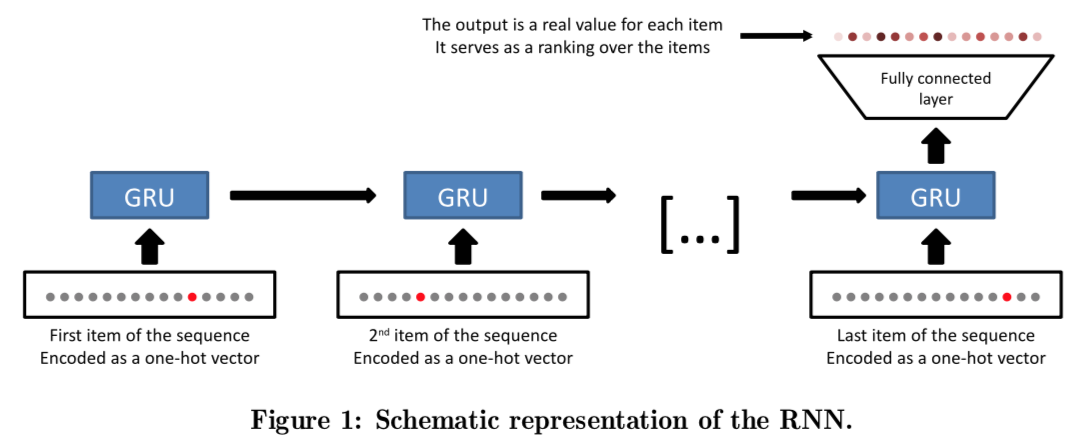 The output is a real value for each item
It serves as a ranking over the items
Fully connected
layer
GRU
GRU
[...]
GRU
First item of the sequence
Encoded as a one-hot vector
2nd item of the sequence
Encoded as a one-hot vector
Last item of the sequence
Encoded as a one-hot vector
Figure 1: Schematic representation of the RNN.